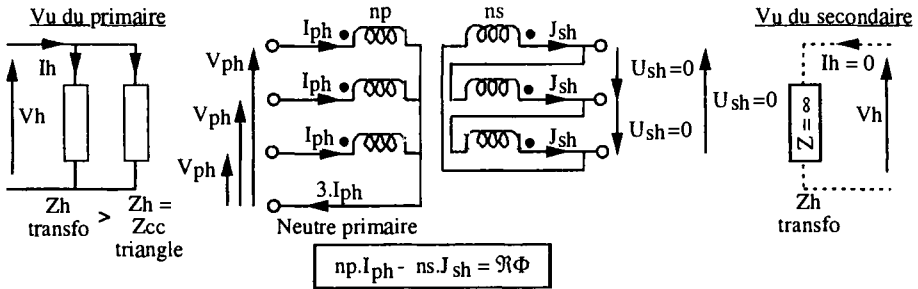 Vu du primaire
Ih
Vh
Zh transfo
>
Zh = Zcc triangle
np
Iph
Vph
Iph
Vph
Iph
Vph
3.Iph
Neutre primaire
ns
Jsh
Ush=0
Jsh
Ush=0
Jsh
Ush=0
Vu du secondaire
Ih = 0
Z = ∞
Vh
Zh transfo
np.Iph - ns.Jsh = ℜΦ